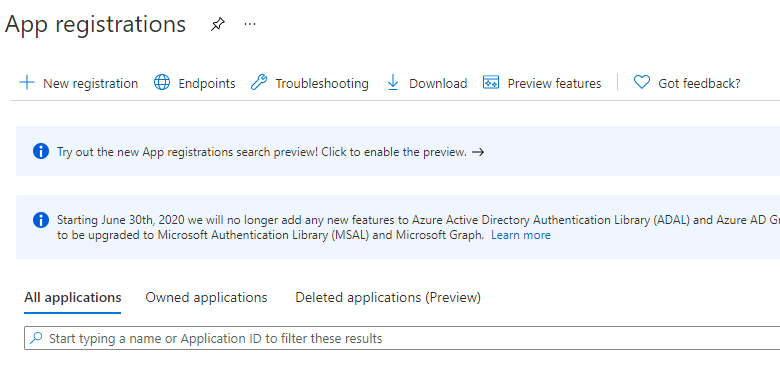 App registrations
New registration Endpoints Troubleshooting Download Preview features Got feedback?
Try out the new App registrations search preview! Click to enable the preview. →
Starting June 30th, 2020 we will no longer add any new features to Azure Active Directory Authentication Library (ADAL) and Azure AD
to be upgraded to Microsoft Authentication Library (MSAL) and Microsoft Graph. Learn more
All applications Owned applications Deleted applications (Preview)
Start typing a name or Application ID to filter these results